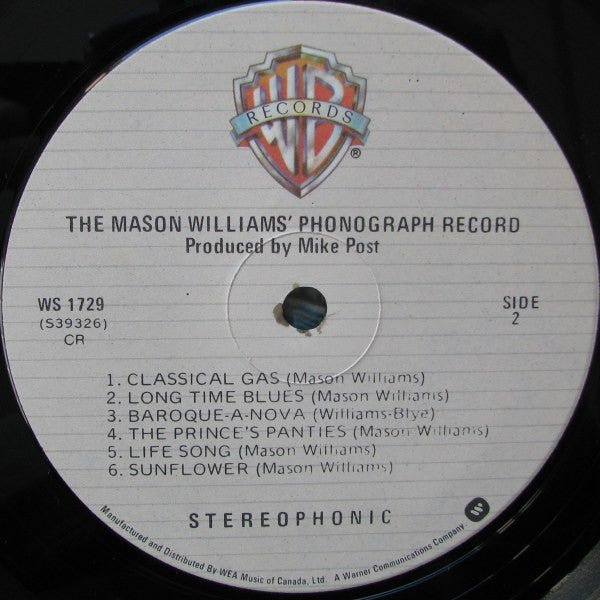 WB
RECORDS
®
THE MASON WILLIAMS' PHONOGRAPH RECORD
Produced by Mike Post
WS 1729
(S39326)
CR
SIDE
2
1. CLASSICAL GAS (Mason Williams)
2. LONG TIME BLUES (Mason Williams)
3. BAROQUE-A-NOVA (Williams-Blye)
4. THE PRINCE'S PANTIES (Mason Williams)
5. LIFE SONG (Mason Williams)
6. SUNFLOWER (Mason Williams)
STEREOPHONIC
Manufactured and Distributed By WEA Music of Canada, Ltd. A Warner Communications Company